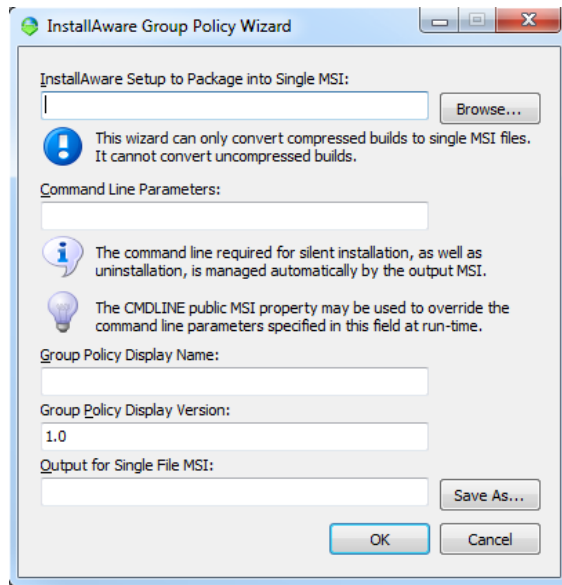 InstallAware Group Policy Wizard
InstallAware Setup to Package into Single MSI:
Browse...
This wizard can only convert compressed builds to single MSI files.
It cannot convert uncompressed builds.
Command Line Parameters:
The command line required for silent installation, as well as
uninstallation, is managed automatically by the output MSI.
The CMDLINE public MSI property may be used to override the
command line parameters specified in this field at run-time.
Group Policy Display Name:
Group Policy Display Version:
1.0
Output for Single File MSI:
Save As...
OK
Cancel